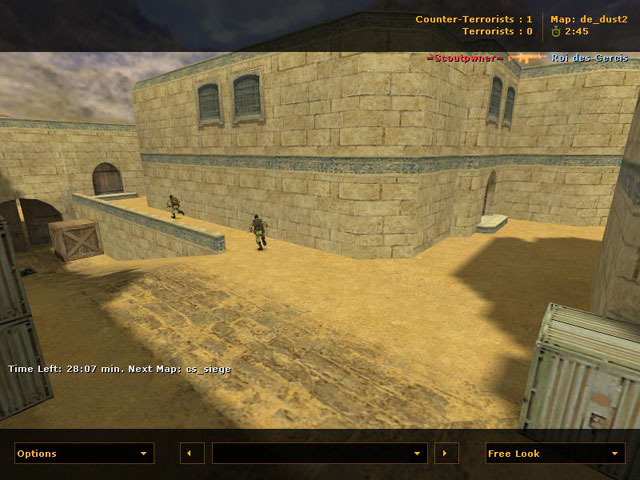 Counter-Terrorists : 1
Map: de_dust2
Terrorists : 0
2:45
=Scoutpwner= Roi des Cercis
Time Left: 28:07 min. Next Map: cs_siege
Options
Free Look